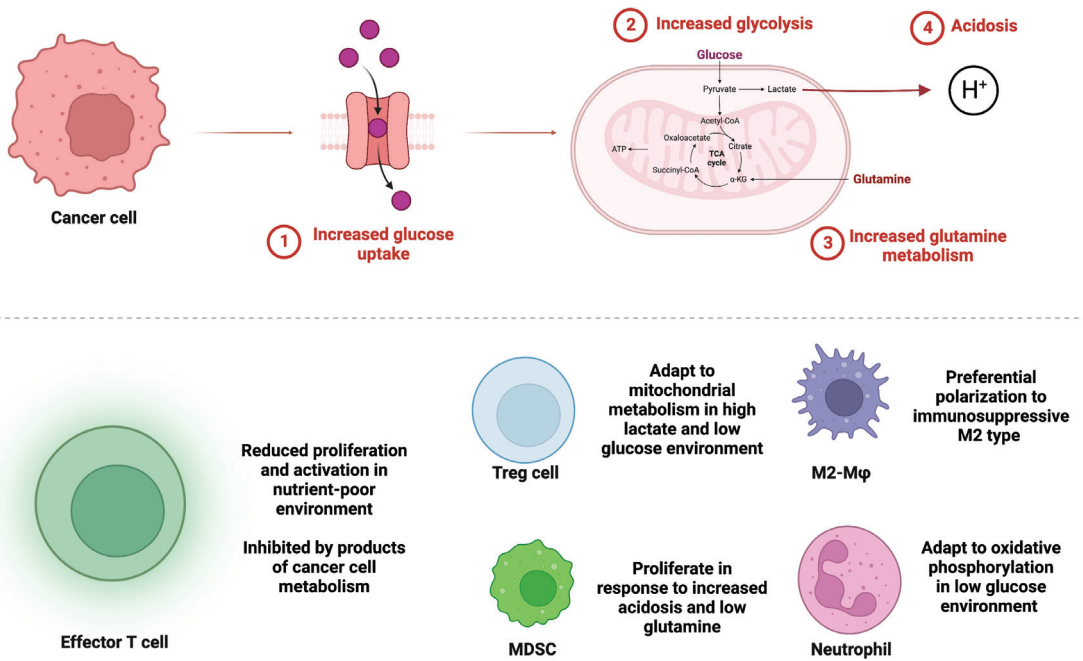 2 Increased glycolysis
4 Acidosis
Glucose
Pyruvate
Lactate
H+
Acetyl-CoA
Oxaloacetate
Citrate
ATP
TCA
cycle
Succinyl-CoA
α-KG
Glutamine
Cancer cell
1 Increased glucose
uptake
3 Increased glutamine
metabolism
Reduced proliferation
and activation in
nutrient-poor
environment
Inhibited by products
of cancer cell
metabolism
Effector T cell
Adapt to
mitochondrial
metabolism in high
lactate and low
glucose environment
Treg cell
Preferential
polarization to
immunosuppressive
M2 type
M2-Mφ
Proliferate in
response to increased
acidosis and low
glutamine
MDSC
Adapt to oxidative
phosphorylation
in low glucose
environment
Neutrophil